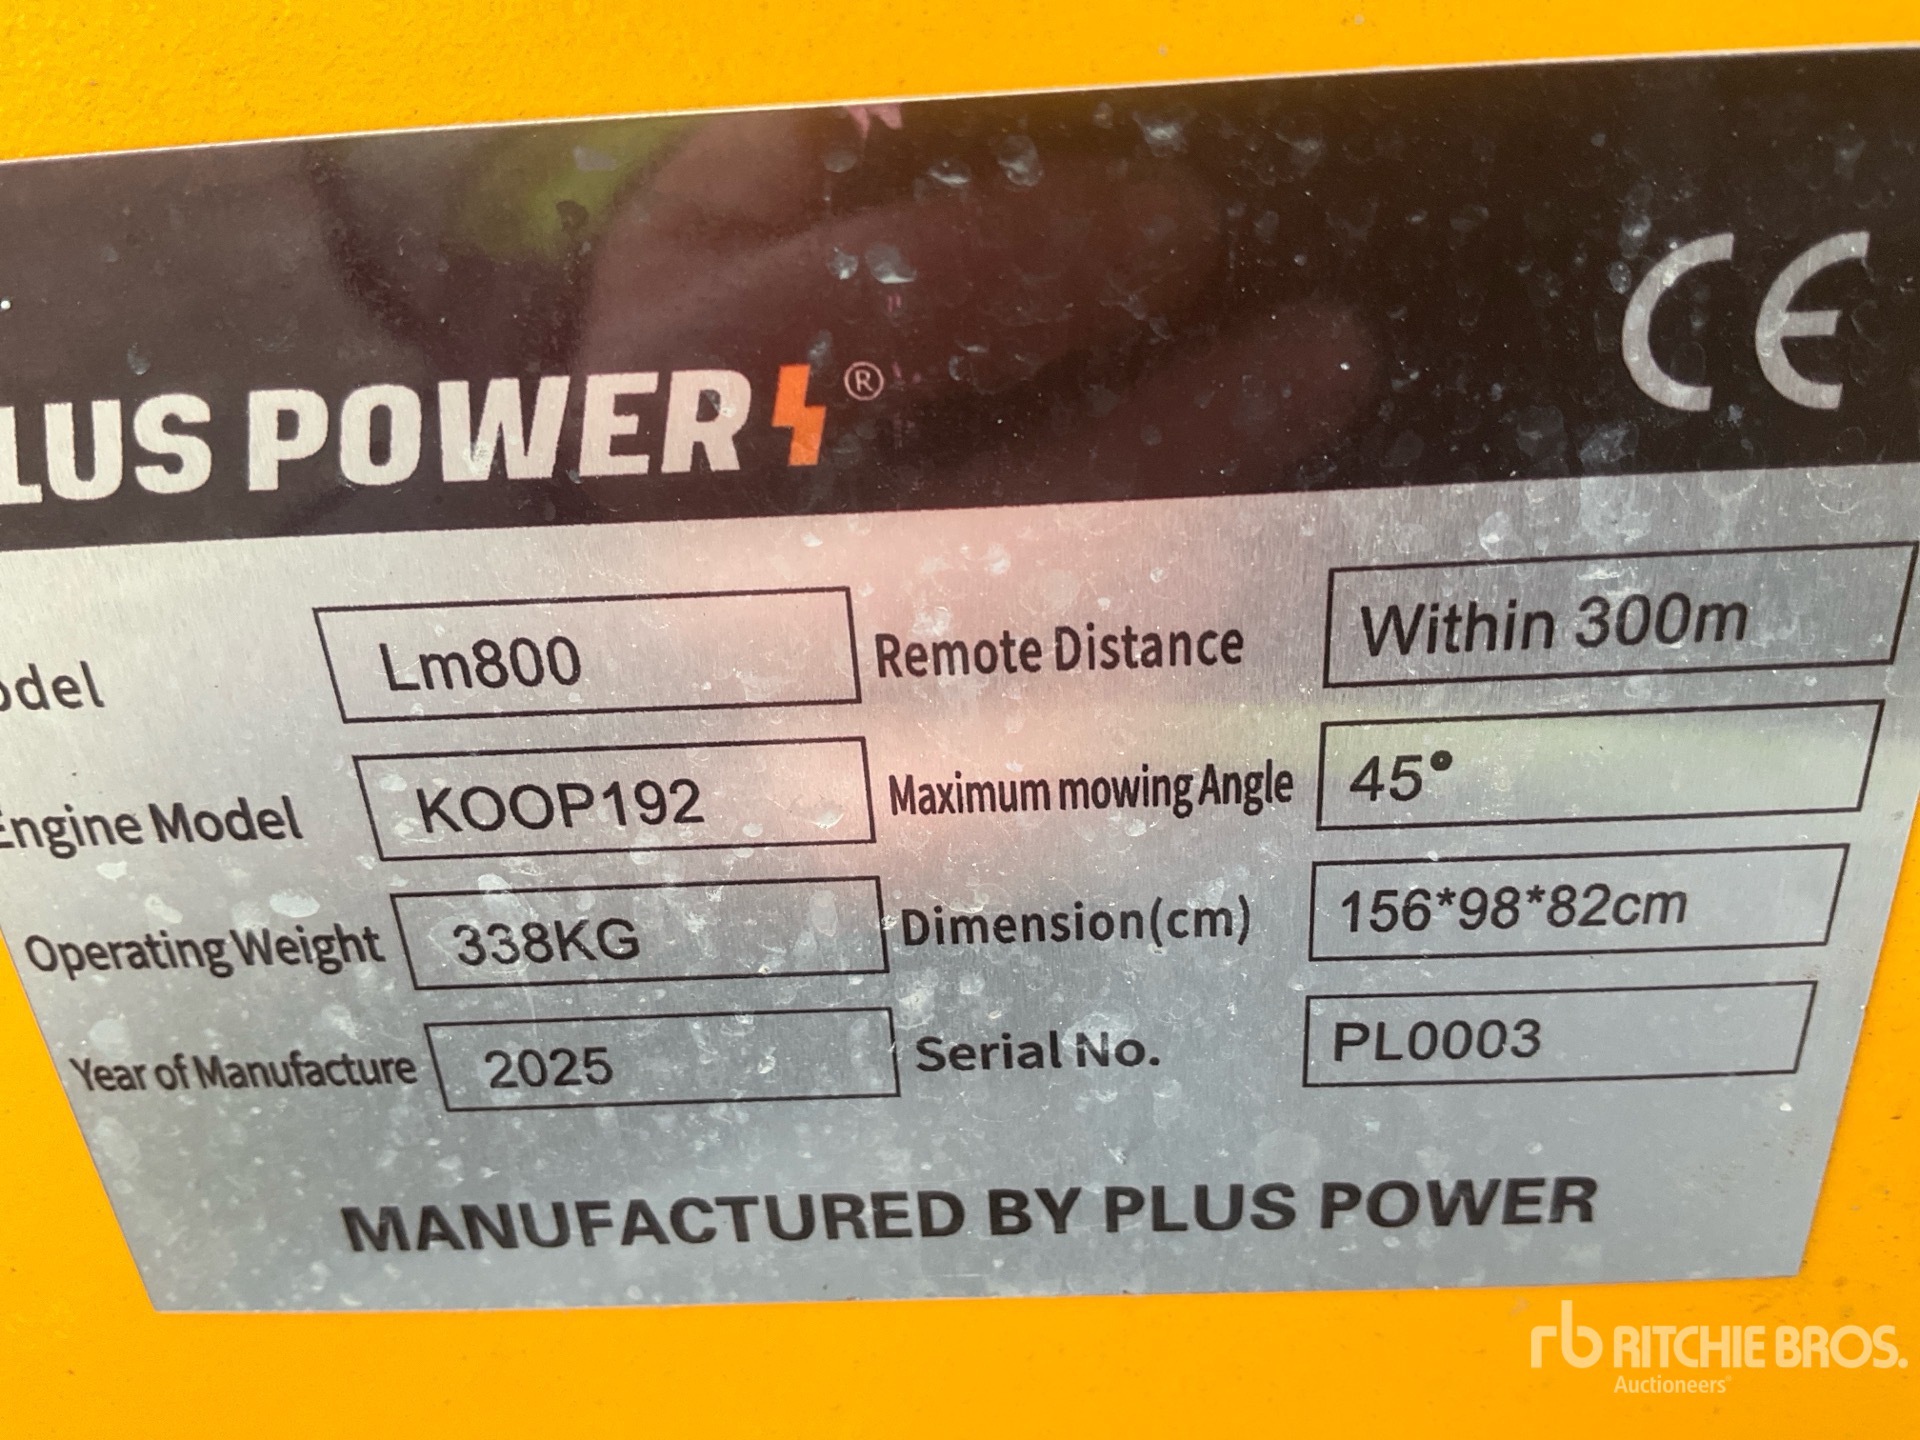 CE
LUS POWER ®
odel Lm800 Remote Distance Within 300m
Engine Model KOOP192 Maximum mowing Angle 45°
Operating Weight 338KG Dimension(cm) 156*98*82cm
Year of Manufacture 2025 Serial No. PL0003
MANUFACTURED BY PLUS POWER
rb RITCHIE BROS.
Auctioneers